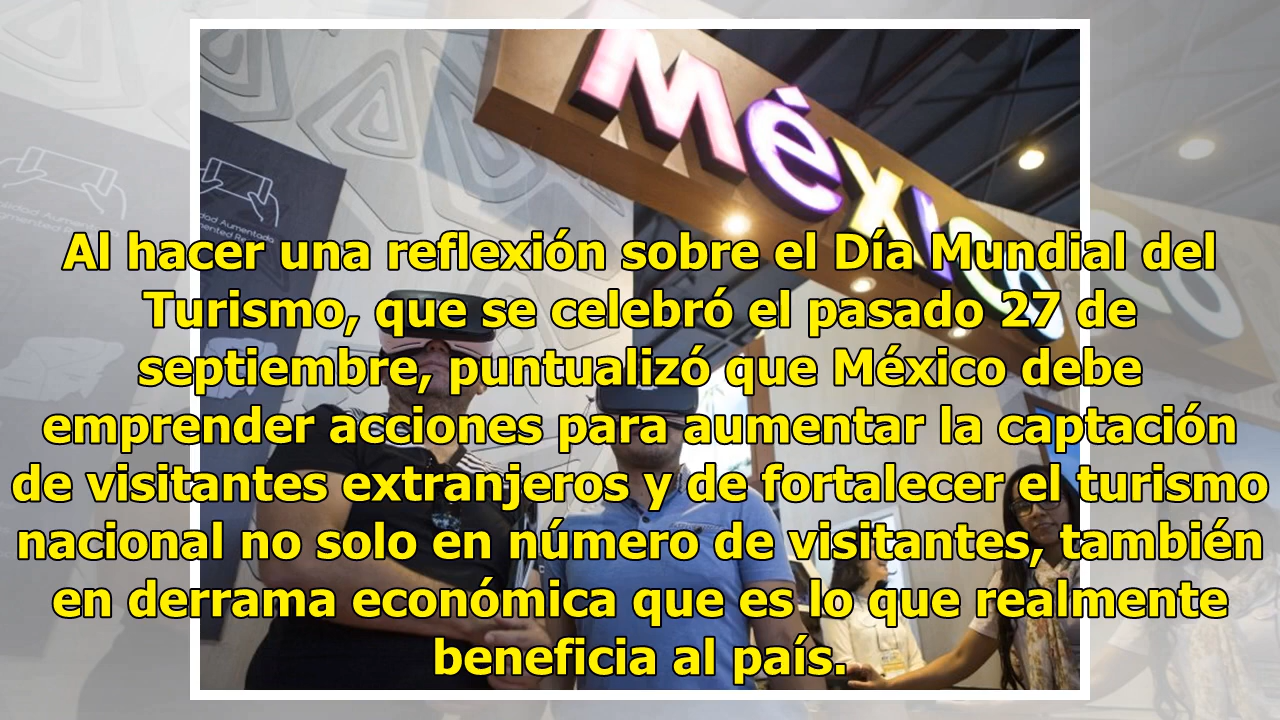 México
Realidad Aumentada
Al hacer una reflexión sobre el Día Mundial del
Turismo, que se celebró el pasado 27 de
septiembre, puntualizó que México debe
emprender acciones para aumentar la captación
de visitantes extranjeros y de fortalecer el turismo
nacional no solo en número de visitantes, también
en derrama económica que es lo que realmente
beneficia al país.